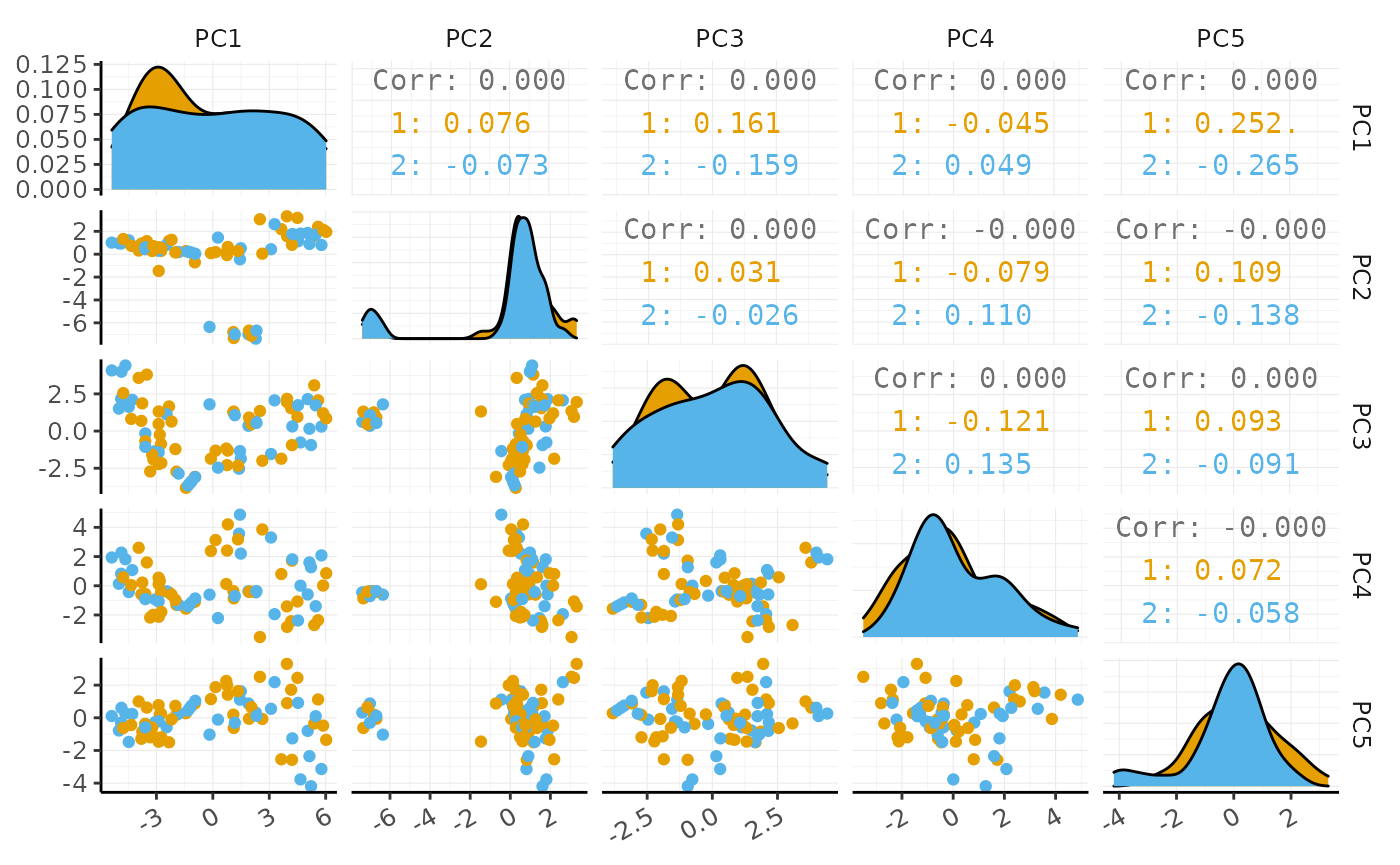 PC1 PC2 PC3 PC4 PC5
0.125
0.100
0.075
0.050
0.025
0.000
Corr: 0.000
1: 0.076
2: -0.073
Corr: 0.000
1: 0.161
2: -0.159
Corr: 0.000
1: -0.045
2: 0.049
Corr: 0.000
1: 0.252.
2: -0.265
PC1
2
0
-2
-4
-6
Corr: 0.000
1: 0.031
2: -0.026
Corr: -0.000
1: -0.079
2: 0.110
Corr: -0.000
1: 0.109
2: -0.138
PC2
2.5
0.0
-2.5
Corr: 0.000
1: -0.121
2: 0.135
Corr: 0.000
1: 0.093
2: -0.091
PC3
4
2
0
-2
Corr: -0.000
1: 0.072
2: -0.058
PC4
2
0
-2
-4
PC5
-3 0 3 6
-6 -4 -2 0 2
-2.5 0.0 2.5
-2 0 2 4
-4 -2 0 2